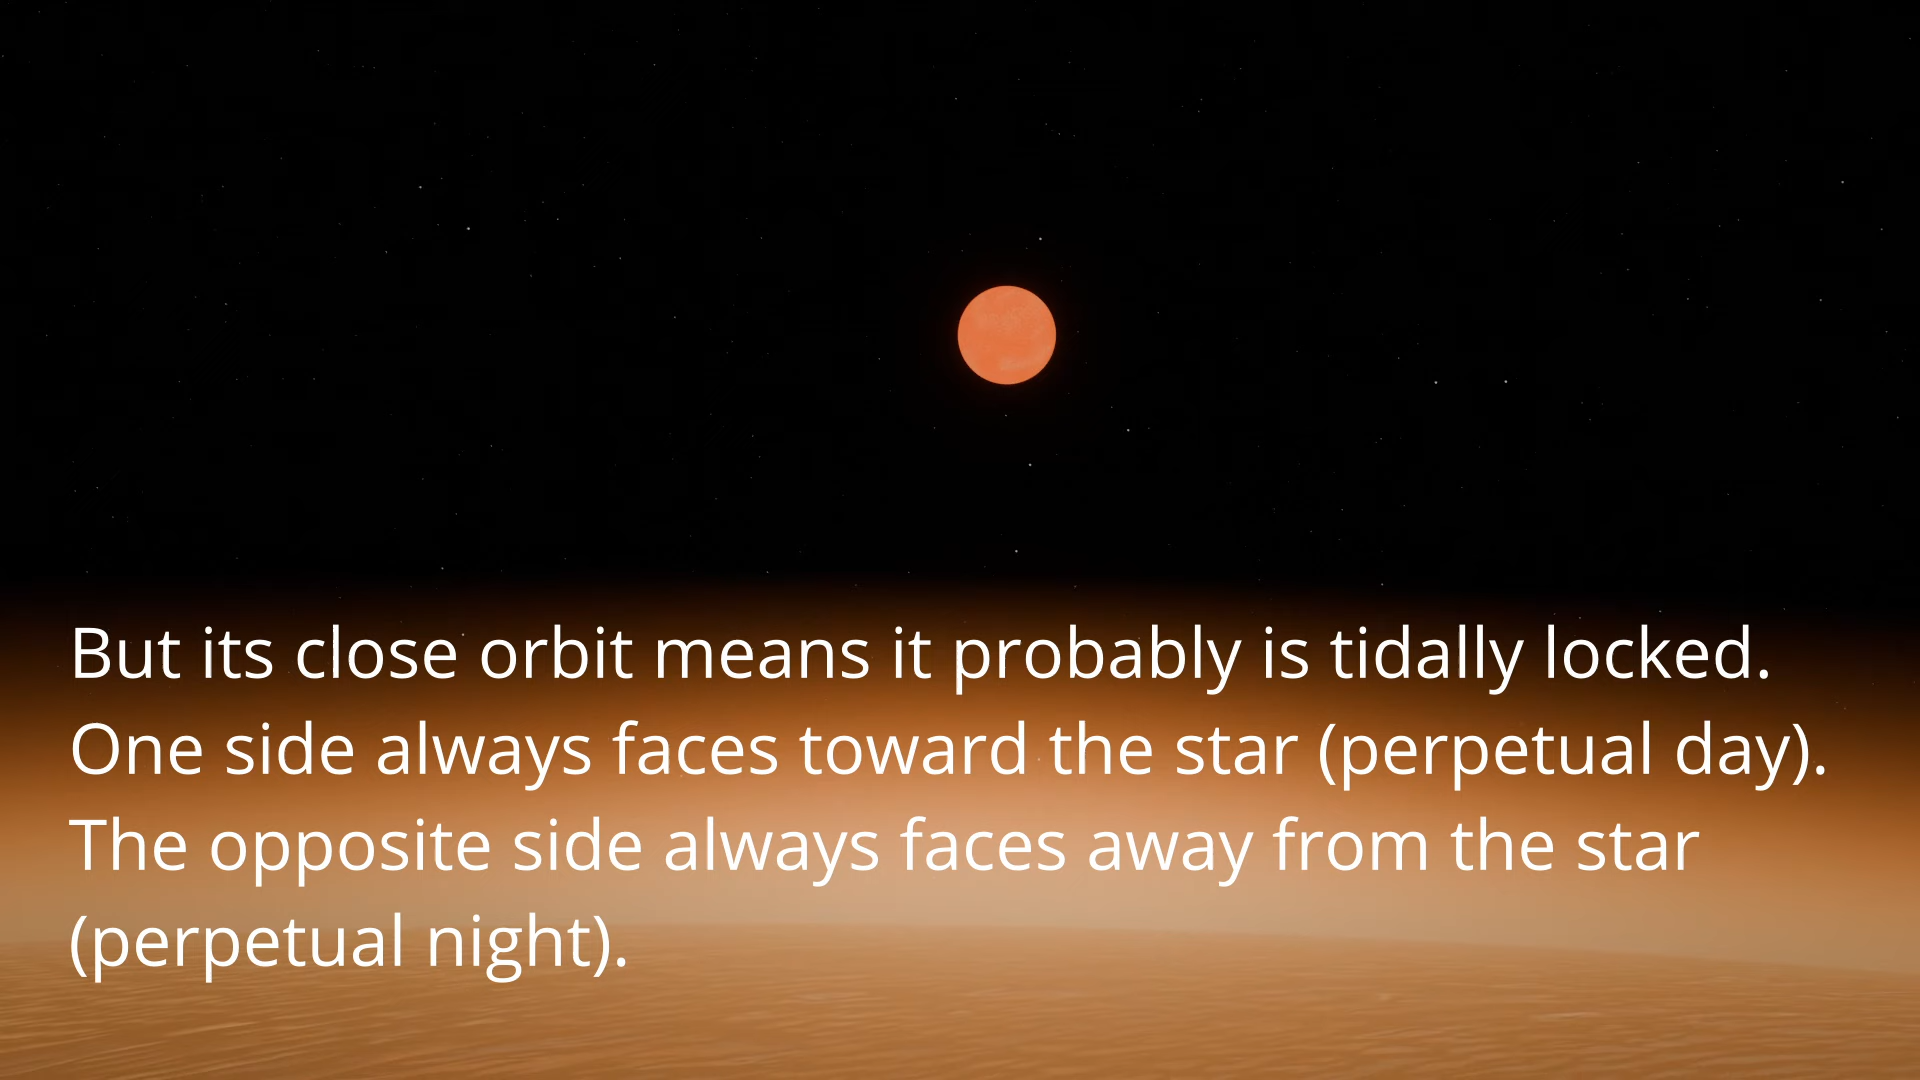 But its close orbit means it probably is tidally locked.
One side always faces toward the star (perpetual day).
The opposite side always faces away from the star
(perpetual night).